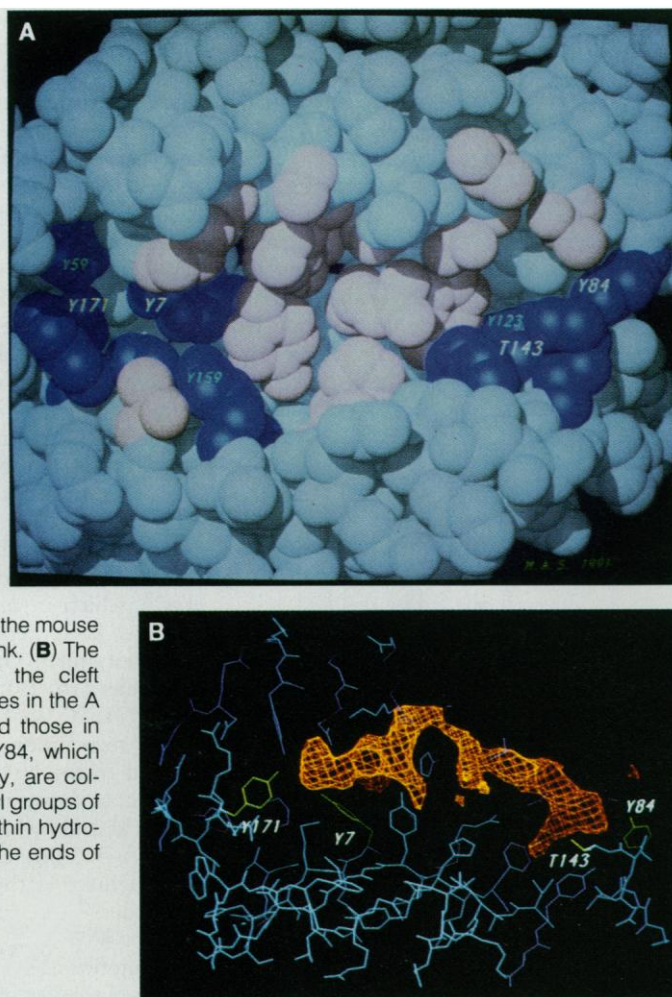 A
Y59
Y171
Y7
Y159
Y84
Y123
T143
M.A.S. 1991
the mouse
nk. (B) The
the cleft
es in the A
d those in
Y84, which
y, are col-
l groups of
thin hydro-
he ends of
B
Y171
Y7
Y84
T143